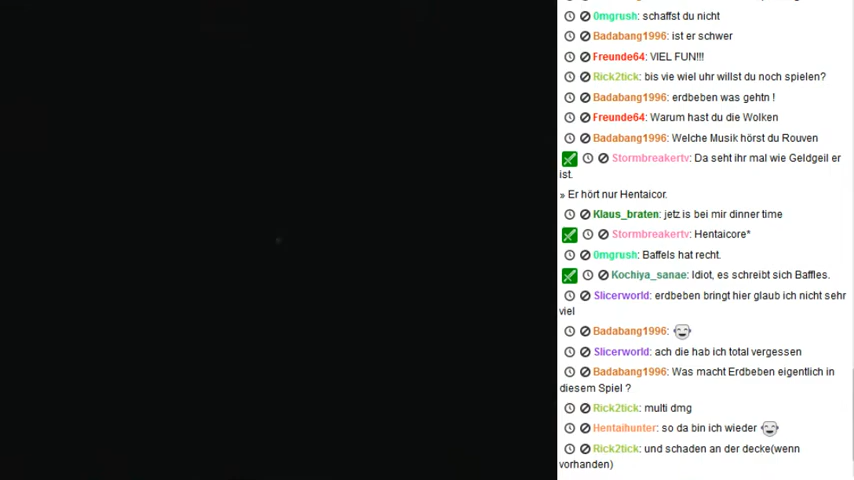 0mgrush: schaffst du nicht
Badabang1996: ist er schwer
Freunde64: VIEL FUN!!!
Rick2tick: bis vie wiel uhr willst du noch spielen?
Badabang1996: erdbeben was gehtn !
Freunde64: Warum hast du die Wolken
Badabang1996: Welche Musik hörst du Rouven
Stormbreakertv: Da seht ihr mal wie Geldgeil er
ist.
» Er hört nur Hentaicor.
Klaus_braten: jetz is bei mir dinner time
Stormbreakertv: Hentaicore*
0mgrush: Baffels hat recht.
Kochiya_sanae: Idiot, es schreibt sich Baffles.
Slicerworld: erdbeben bringt hier glaub ich nicht sehr
viel
Badabang1996:
Slicerworld: ach die hab ich total vergessen
Badabang1996: Was macht Erdbeben eigentlich in
diesem Spiel ?
Rick2tick: multi dmg
Hentaihunter: so da bin ich wieder
Rick2tick: und schaden an der decke(wenn
vorhanden)